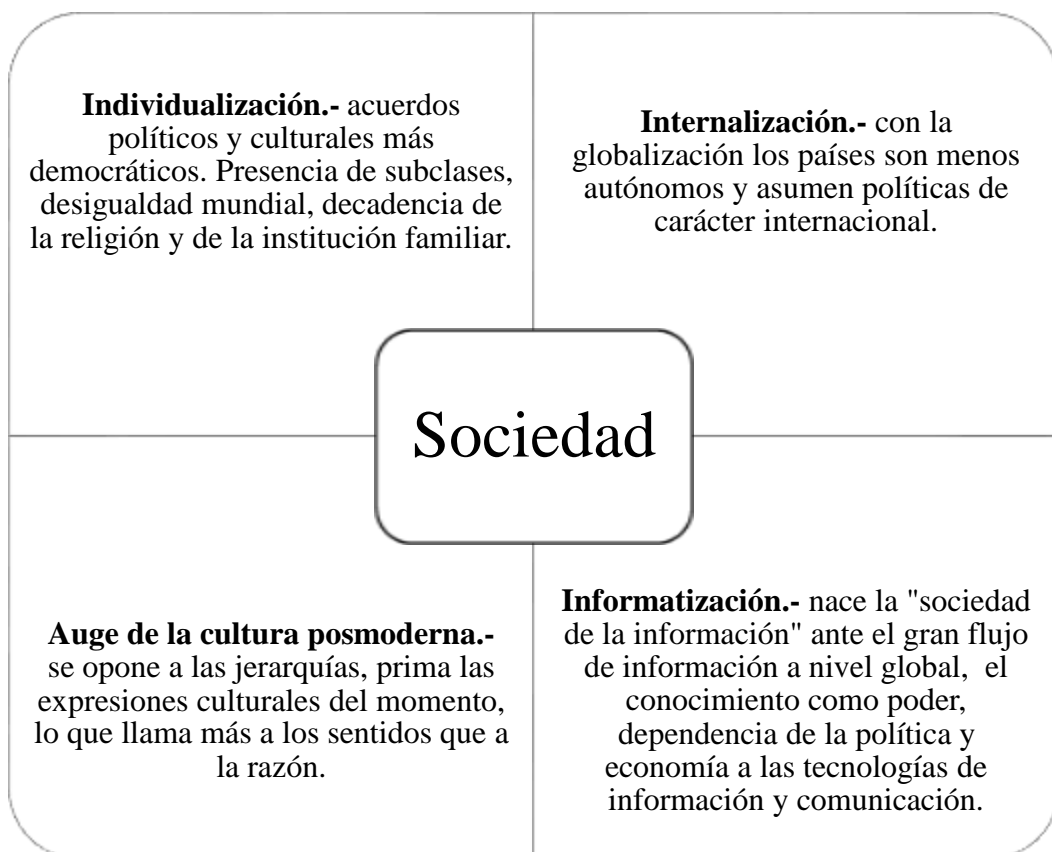 Individualización.- acuerdos
políticos y culturales más
democráticos. Presencia de subclases,
desigualdad mundial, decadencia de
la religión y de la institución familiar.
Internalización.- con la
globalización los países son menos
autónomos y asumen políticas de
carácter internacional.
Sociedad
Auge de la cultura posmoderna.-
se opone a las jerarquías, prima las
expresiones culturales del momento,
lo que llama más a los sentidos que a
la razón.
Informatización.- nace la "sociedad
de la información" ante el gran flujo
de información a nivel global,  el
conocimiento como poder,
dependencia de la política y
economía a las tecnologías de
información y comunicación.